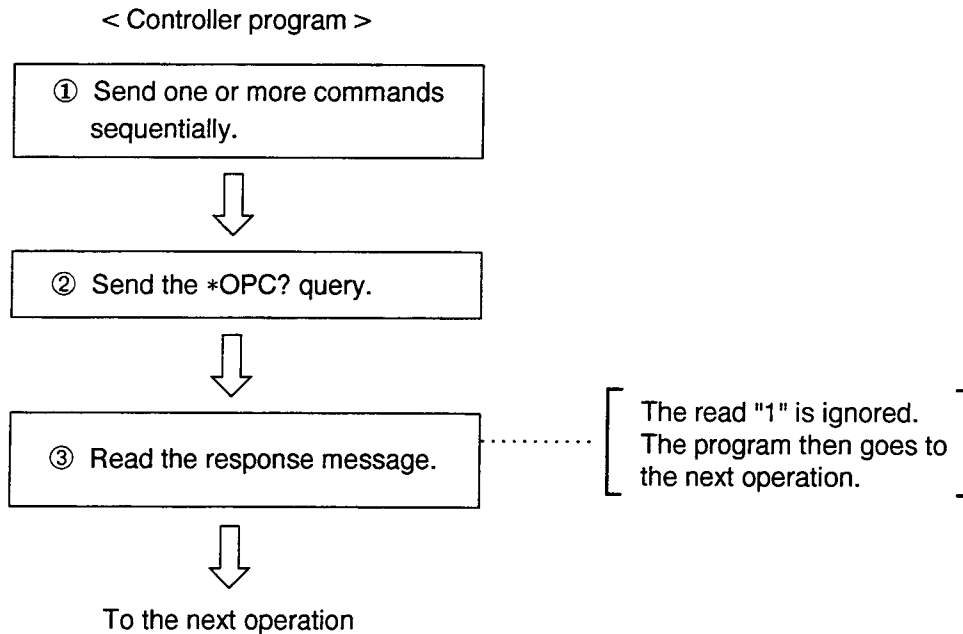 < Controller program >
① Send one or more commands
sequentially.
② Send the *OPC? query.
③ Read the response message.
The read "1" is ignored.
The program then goes to
the next operation.
To the next operation